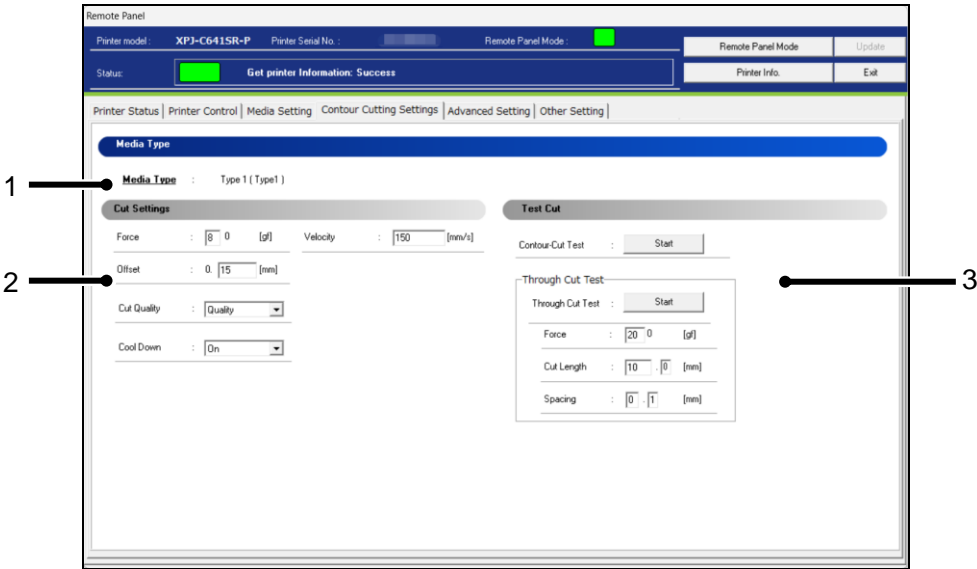 Remote Panel
Printer model : XPJ-C641SR-P Printer Serial No. : Remote Panel Mode : Remote Panel Mode Update
Status: Get printer Information: Success Printer Info. Exit
Printer Status Printer Control Media Setting Contour Cutting Settings Advanced Setting Other Setting
Media Type
1 Media Type : Type 1 ( Type1 )
Cut Settings Test Cut
Force : 8 0 [gf] Velocity : 150 [mm/s]
Contour-Cut Test : Start
2 Offset : 0. 15 [mm] 3
Through Cut Test
Cut Quality : Quality Through Cut Test : Start
Force : 20 0 [gf]
Cool Down : On
Cut Length : 10 . 0 [mm]
Spacing : 0 . 1 [mm]